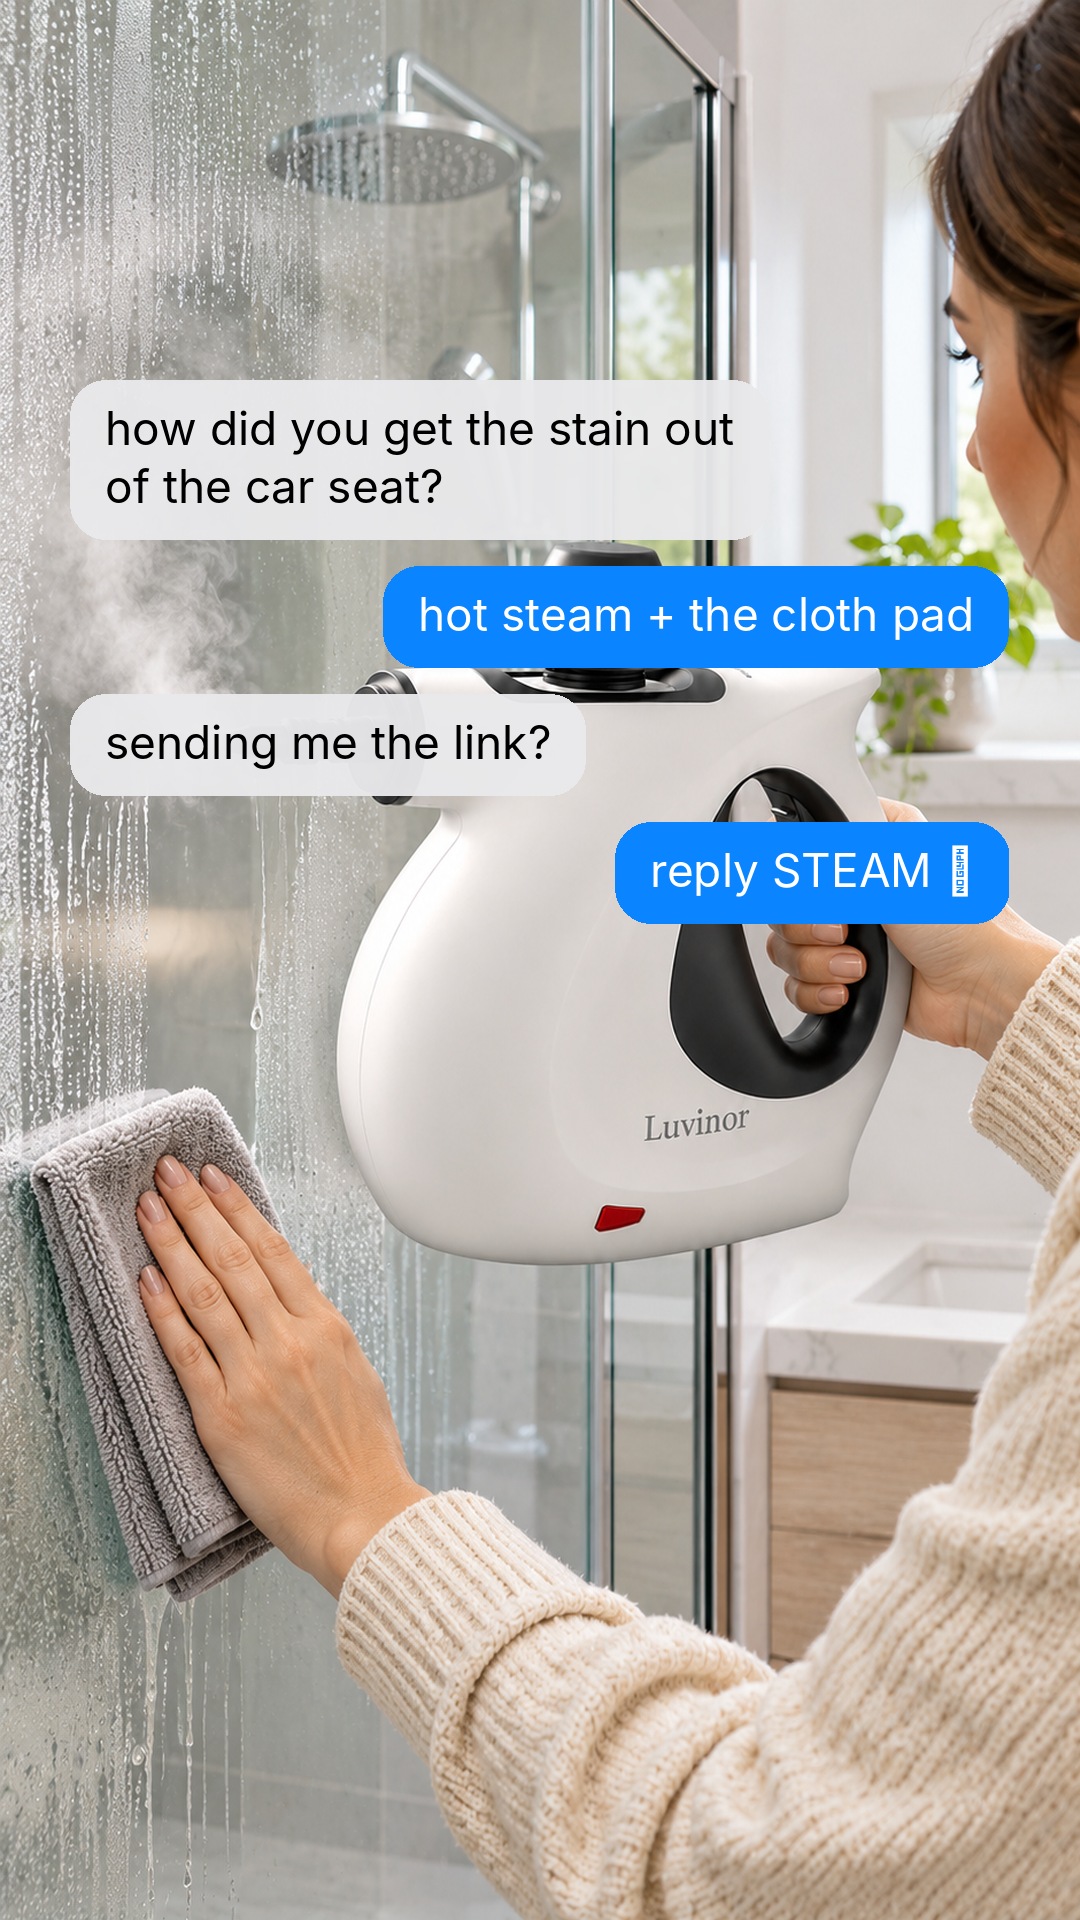 how did you get the stain out
of the car seat?
hot steam + the cloth pad
sending me the link?
reply STEAM
Luvinor